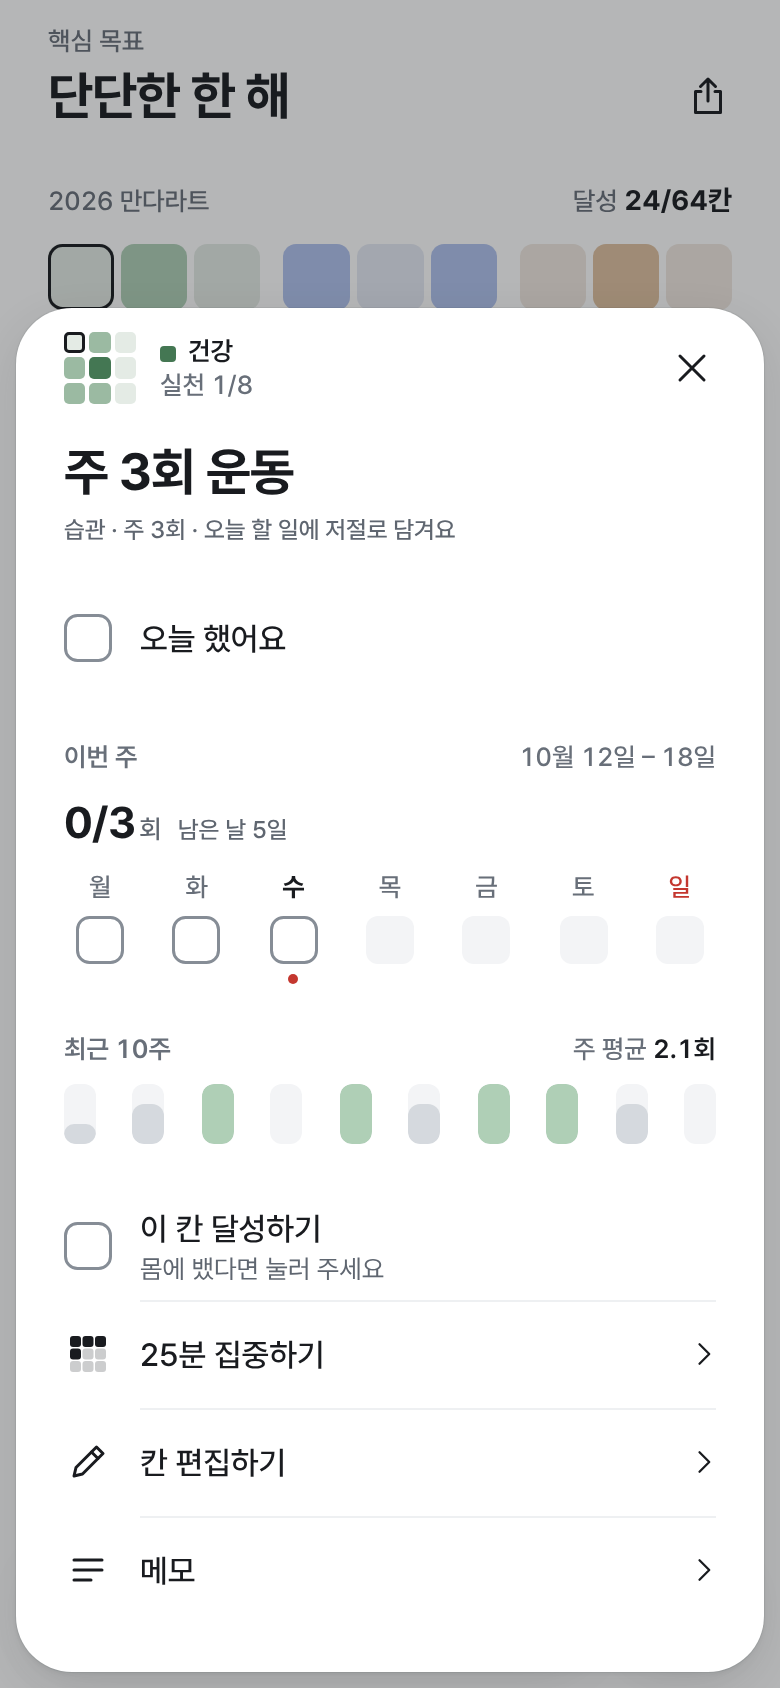 핵심 목표
단단한 한 해
2026 만다라트
달성 24/64칸
건강
실천 1/8
주 3회 운동
습관 · 주 3회 · 오늘 할 일에 저절로 담겨요
오늘 했어요
이번 주
10월 12일 – 18일
0/3회 남은 날 5일
월 화 수 목 금 토 일
최근 10주
주 평균 2.1회
이 칸 달성하기
몸에 뱄다면 눌러 주세요
25분 집중하기
칸 편집하기
메모